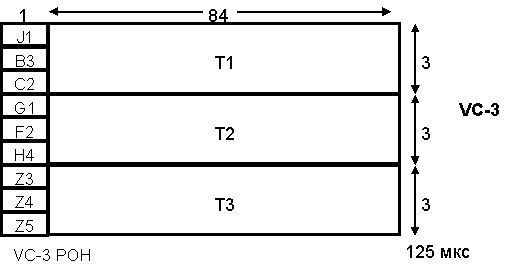 1 84
J1
B3 T1 3
C2
G1 VC-3
F2 T2 3
H4
Z3
Z4 T3 3
Z5
VC-3 POH 125 мкс